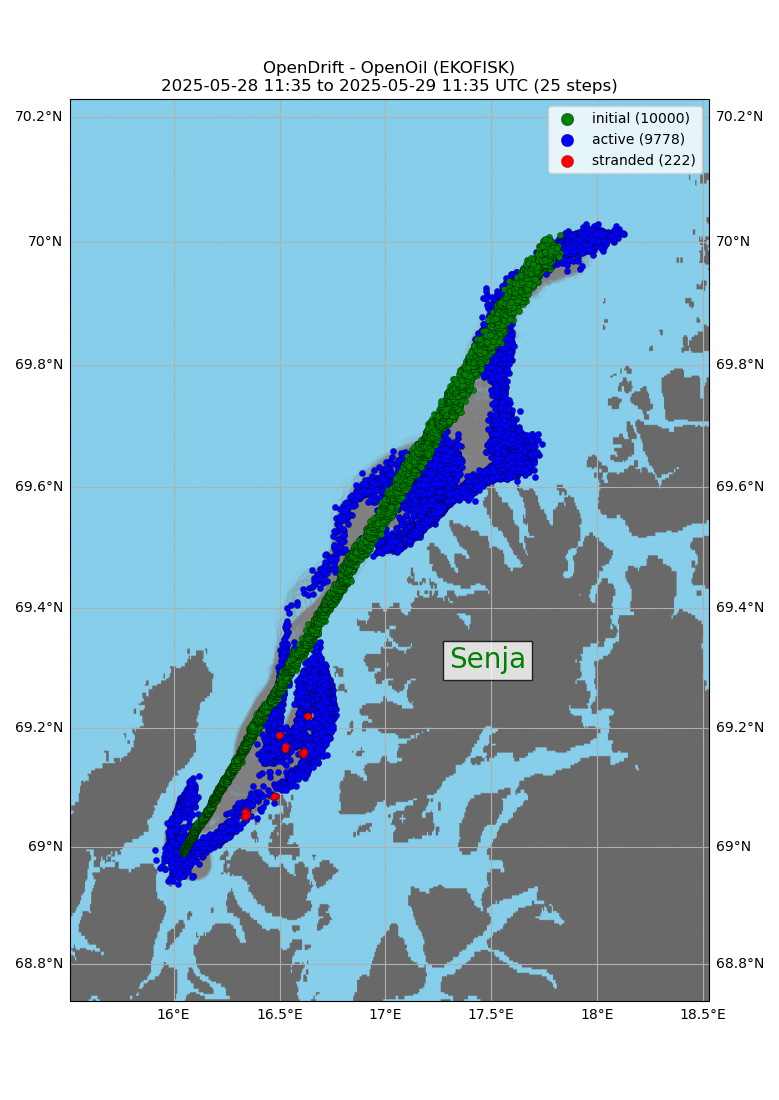 OpenDrift - OpenOil (EKOFISK)
2025-05-28 11:35 to 2025-05-29 11:35 UTC (25 steps)
initial (10000)
active (9778)
stranded (222)
70.2°N 70.2°N
70°N 70°N
69.8°N 69.8°N
69.6°N 69.6°N
69.4°N 69.4°N
Senja
69.2°N 69.2°N
69°N 69°N
68.8°N 68.8°N
16°E 16.5°E 17°E 17.5°E 18°E 18.5°E